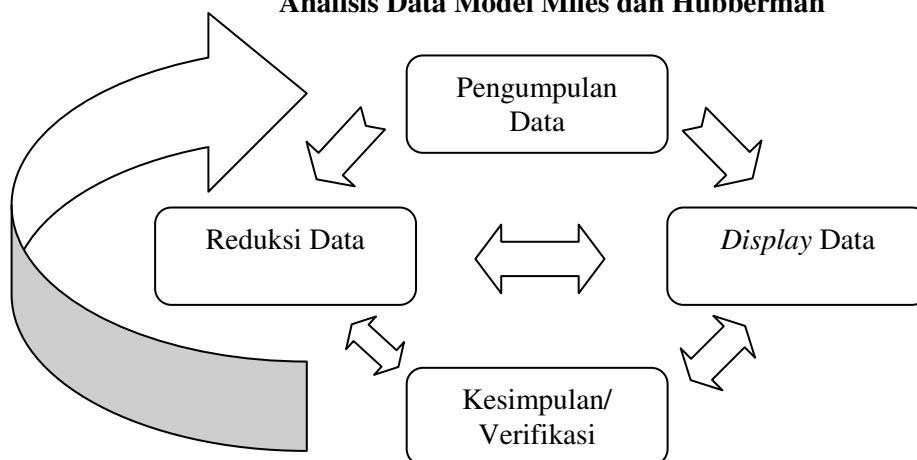 Analisis Data Model Miles dan Hubberman
Pengumpulan
Data
Reduksi Data
Display Data
Kesimpulan/
Verifikasi